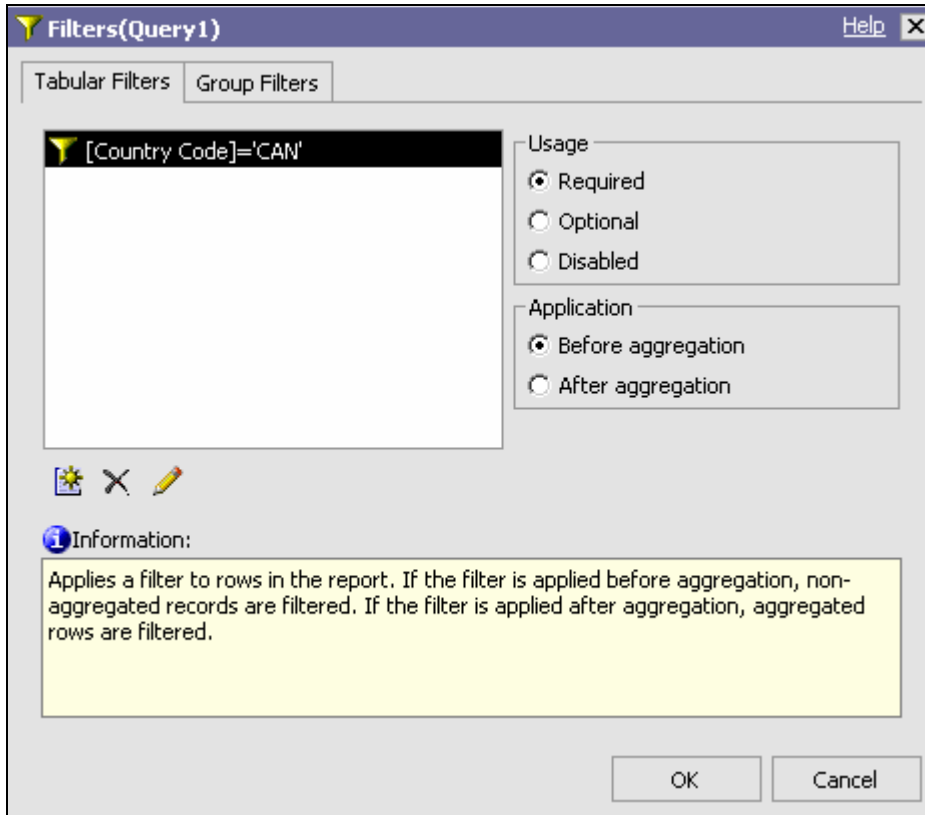 Filters(Query1) Help
Tabular Filters Group Filters
[Country Code]='CAN'
Usage
Required
Optional
Disabled
Application
Before aggregation
After aggregation
Information:
Applies a filter to rows in the report. If the filter is applied before aggregation, non-
aggregated records are filtered. If the filter is applied after aggregation, aggregated
rows are filtered.
OK Cancel